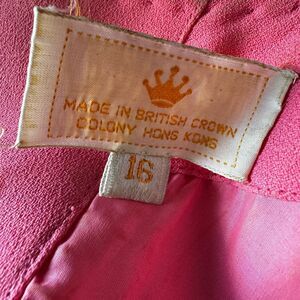 MADE IN BRITISH CROWN
COLONY HONG KONG
16